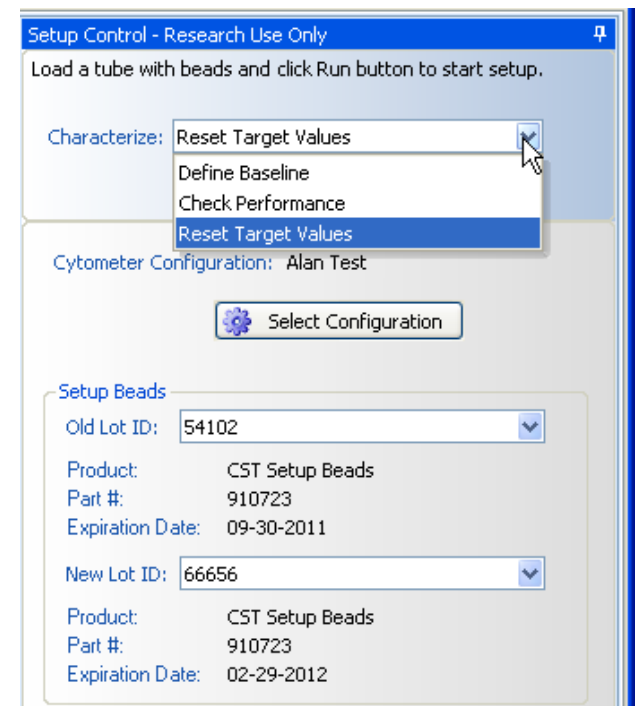 Setup Control - Research Use Only
Load a tube with beads and click Run button to start setup.
Characterize: Reset Target Values
Define Baseline
Check Performance
Reset Target Values
Cytometer Configuration: Alan Test
Select Configuration
Setup Beads
Old Lot ID: 54102
Product: CST Setup Beads
Part #: 910723
Expiration Date: 09-30-2011
New Lot ID: 66656
Product: CST Setup Beads
Part #: 910723
Expiration Date: 02-29-2012